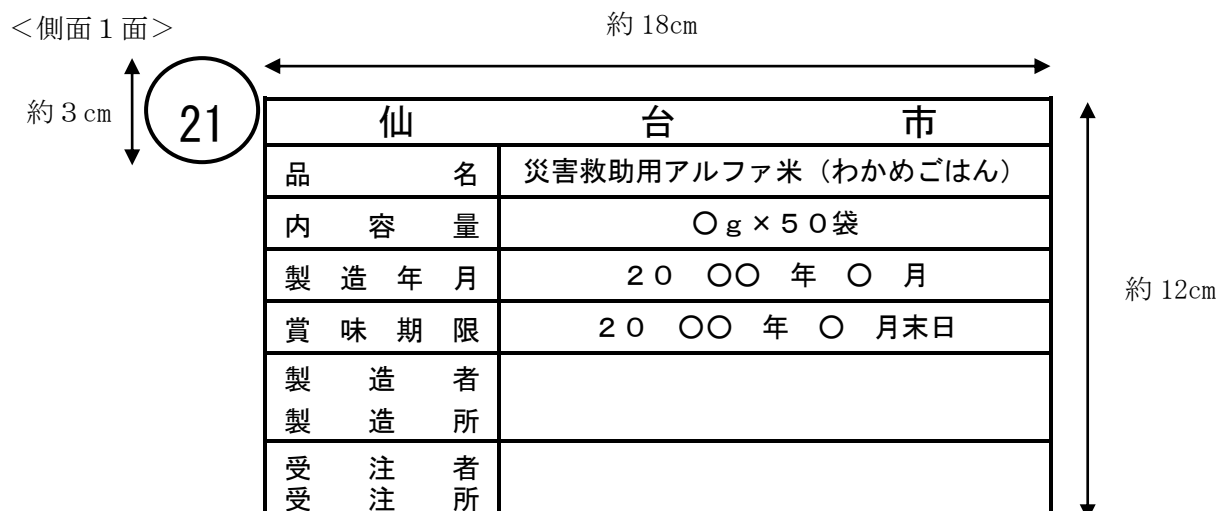 ＜側面１面＞
約 18cm
約３cm
21
仙台市
品名 災害救助用アルファ米（わかめごはん）
内容量 〇ｇ×５０袋
製造年月 ２０ 〇〇 年 〇 月
賞味期限 ２０ 〇〇 年 〇 月末日
約 12cm
製造者
製造所
受注者
受注所